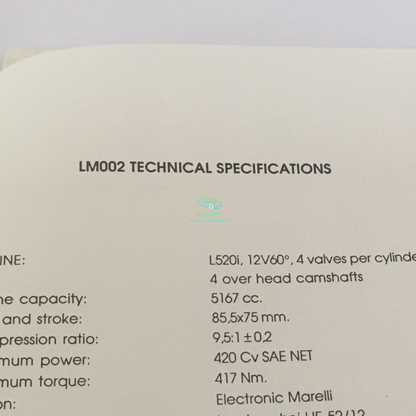 LM002 TECHNICAL SPECIFICATIONS
INE: L520i, 12V60°, 4 valves per cylinde
4 over head camshafts
ne capacity: 5167 cc.
and stroke: 85,5x75 mm.
pression ratio: 9,5:1 ± 0,2
mum power: 420 Cv SAE NET
mum torque: 417 Nm.
on: Electronic Marelli